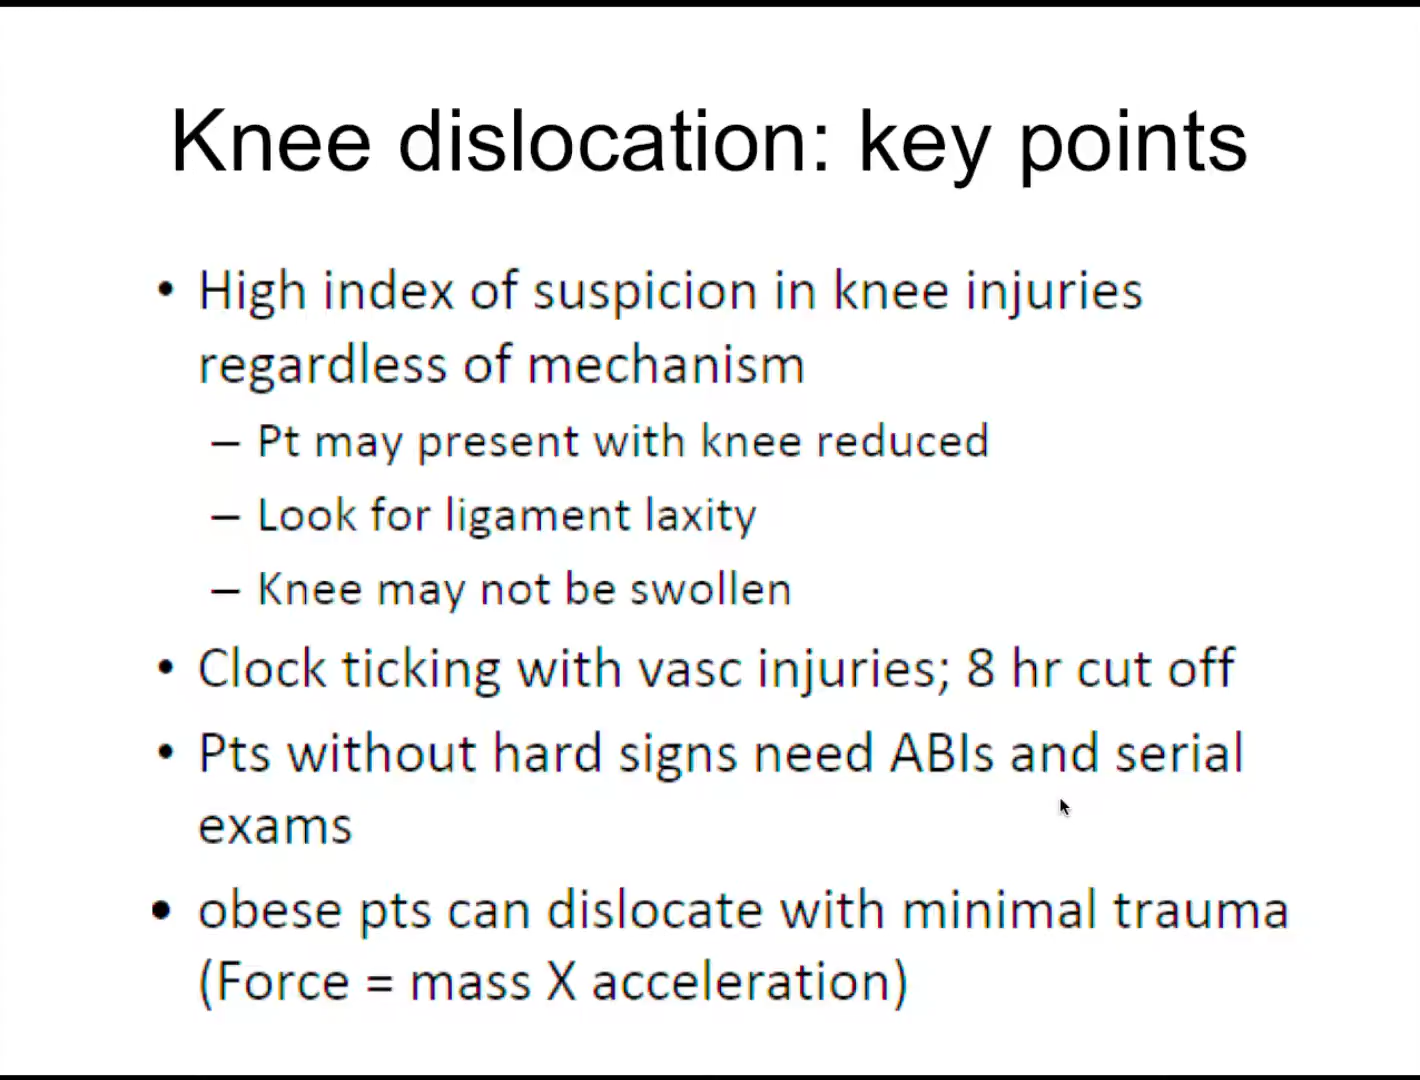 Knee dislocation: key points
• High index of suspicion in knee injuries
regardless of mechanism
– Pt may present with knee reduced
– Look for ligament laxity
– Knee may not be swollen
• Clock ticking with vasc injuries; 8 hr cut off
• Pts without hard signs need ABIs and serial
exams
• obese pts can dislocate with minimal trauma
(Force = mass X acceleration)